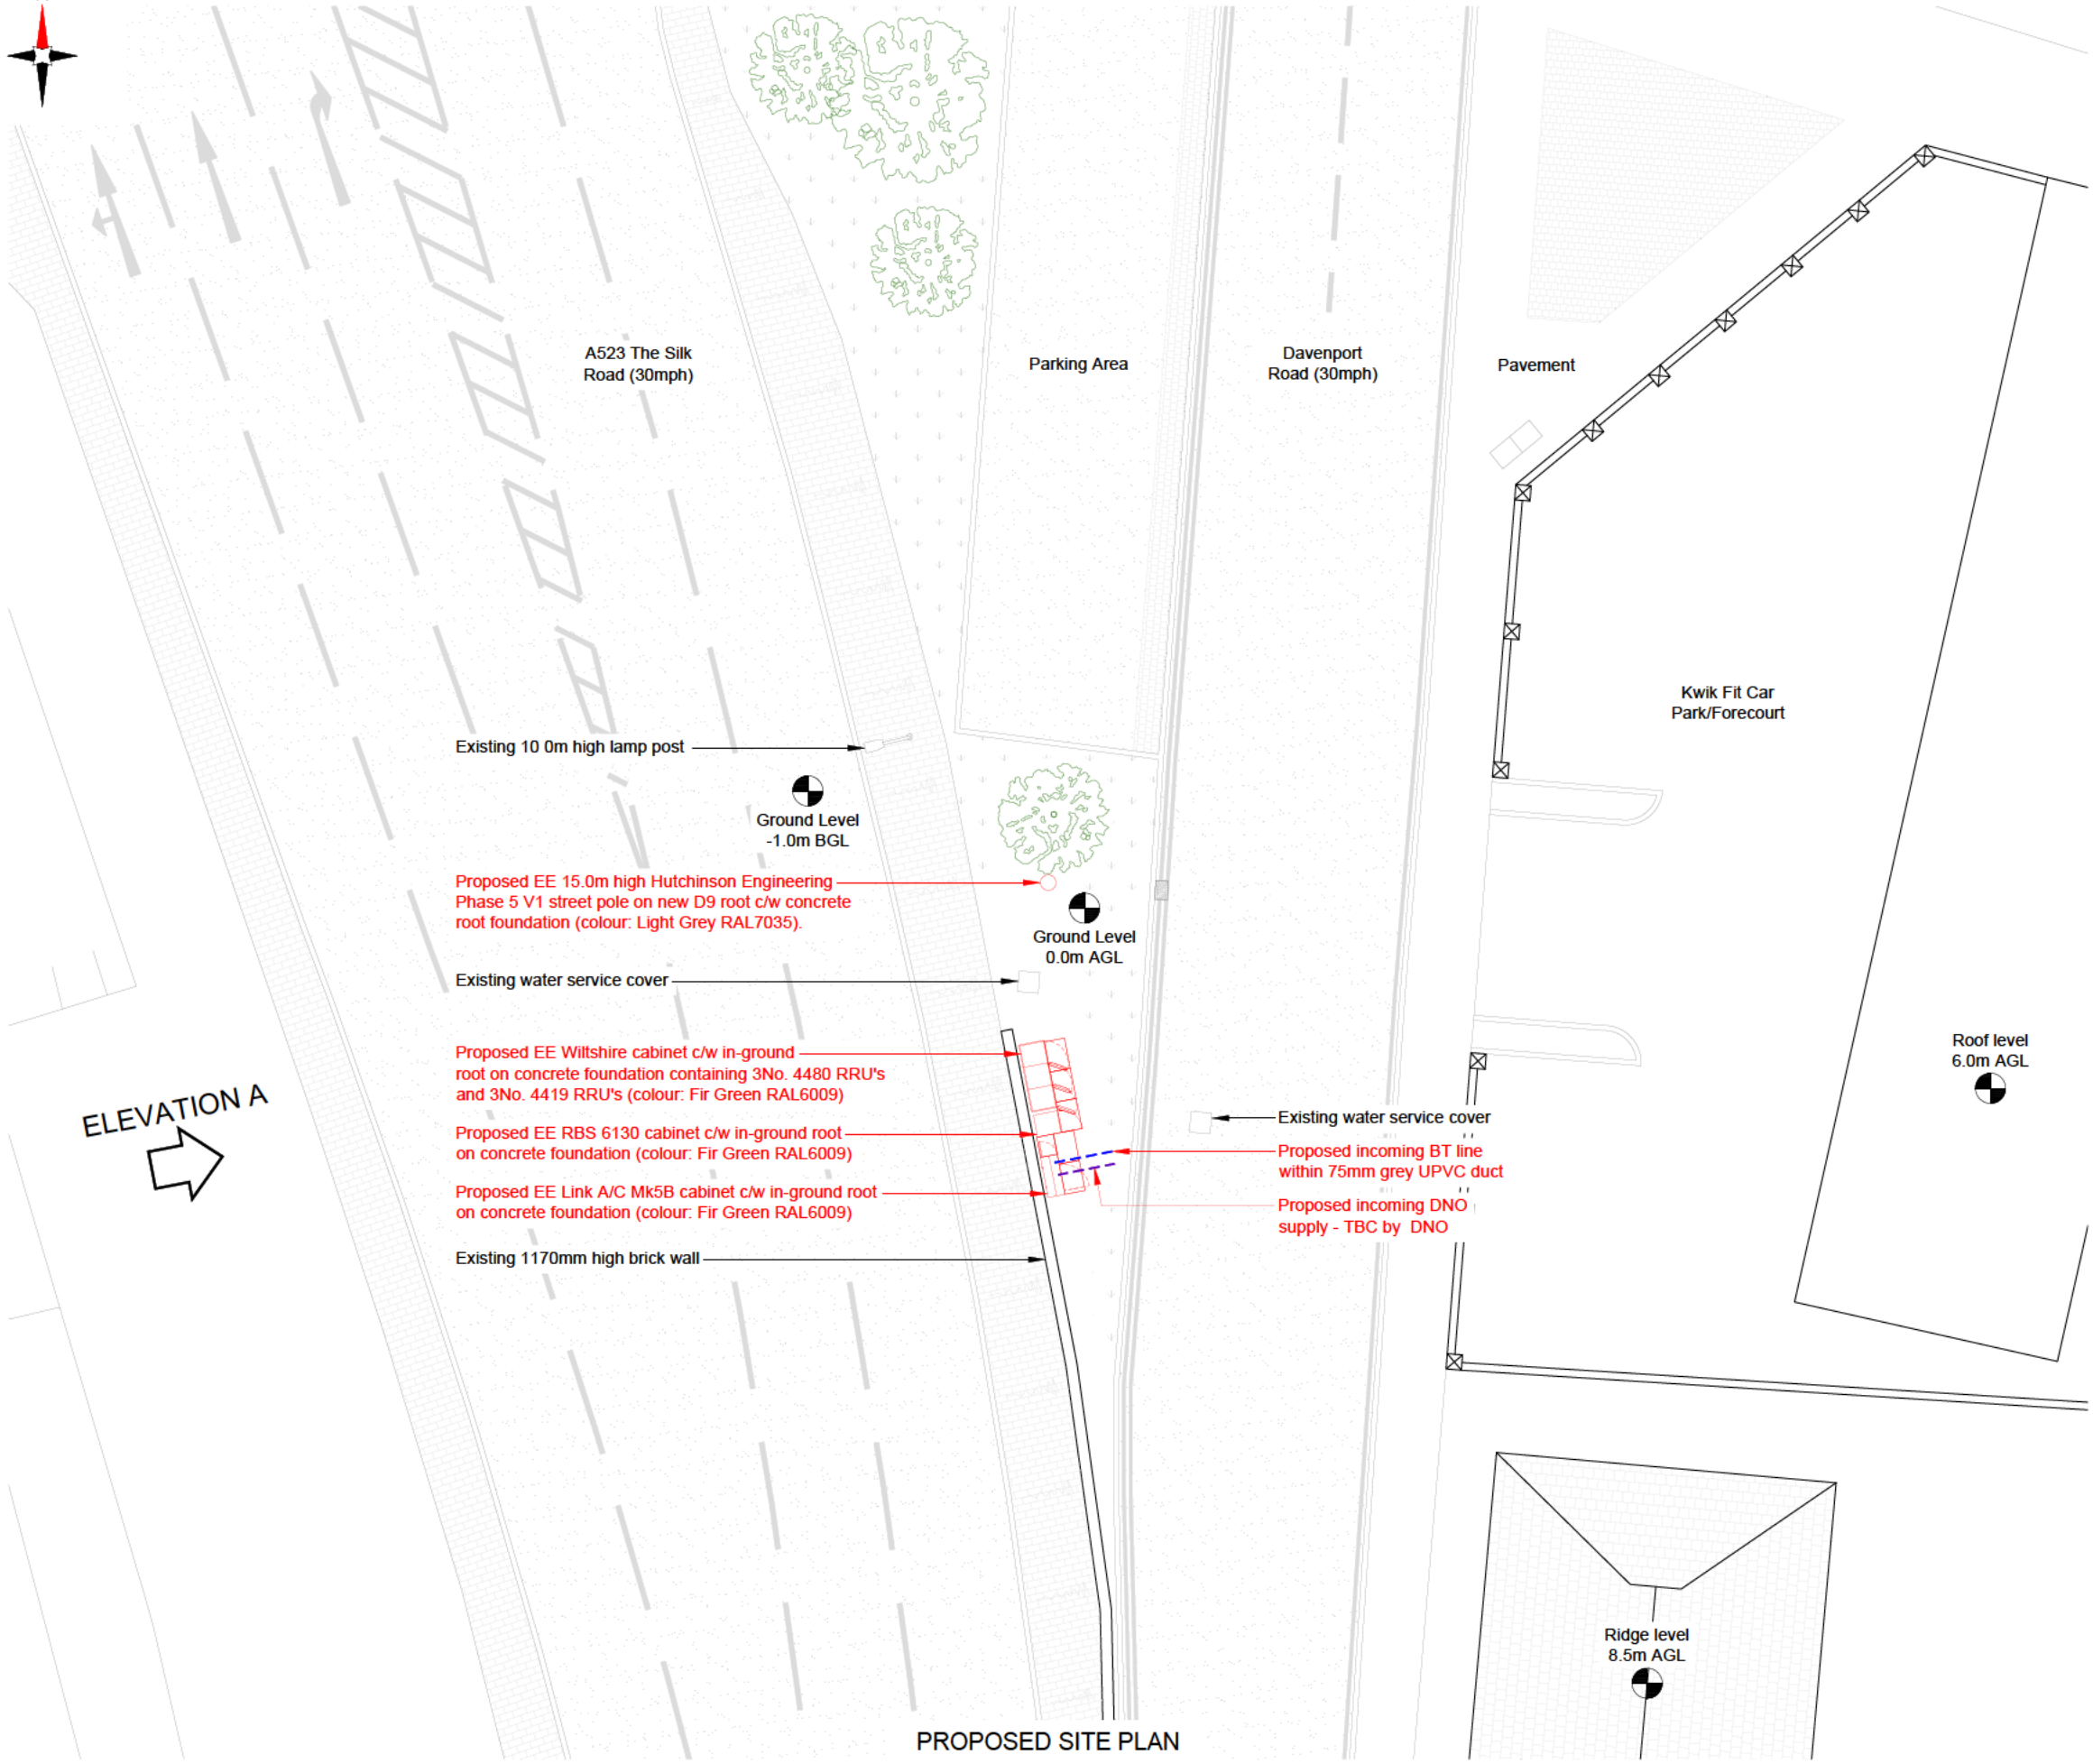 A523 The Silk
Road (30mph)
Parking Area
Davenport
Road (30mph)
Pavement
Kwik Fit Car
Park/Forecourt
Existing 10 0m high lamp post
Ground Level
-1.0m BGL
Proposed EE 15.0m high Hutchinson Engineering
Phase 5 V1 street pole on new D9 root c/w concrete
root foundation (colour: Light Grey RAL7035).
Ground Level
0.0m AGL
Existing water service cover
Proposed EE Wiltshire cabinet c/w in-ground
root on concrete foundation containing 3No. 4480 RRU's
and 3No. 4419 RRU's (colour: Fir Green RAL6009)
Roof level
6.0m AGL
ELEVATION A
Existing water service cover
Proposed EE RBS 6130 cabinet c/w in-ground root
on concrete foundation (colour: Fir Green RAL6009)
Proposed incoming BT line
within 75mm grey UPVC duct
Proposed EE Link A/C Mk5B cabinet c/w in-ground root
on concrete foundation (colour: Fir Green RAL6009)
Proposed incoming DNO
supply - TBC by DNO
Existing 1170mm high brick wall
Ridge level
8.5m AGL
PROPOSED SITE PLAN